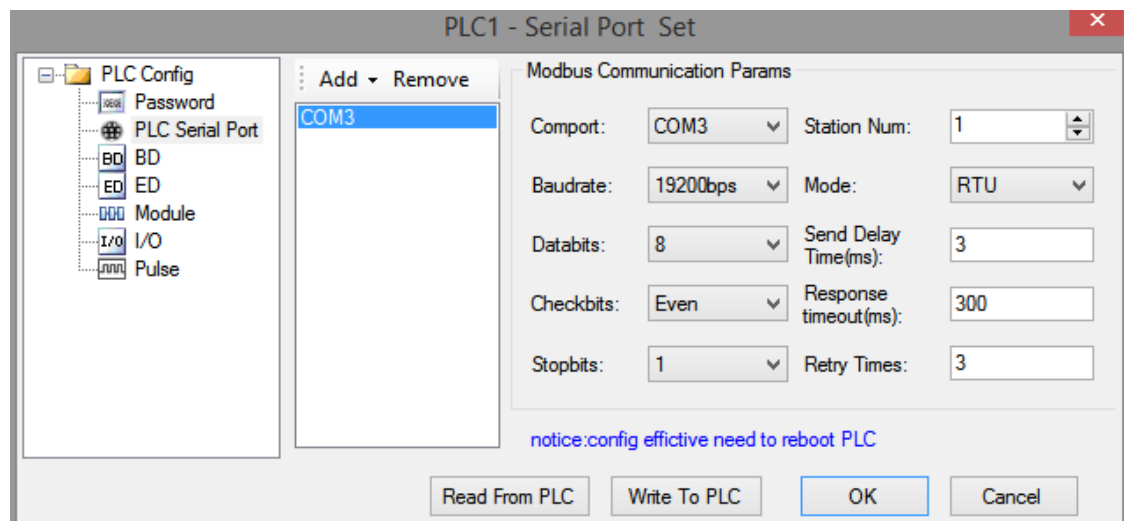 PLC1 - Serial Port Set
PLC Config
Password
PLC Serial Port
BD BD
ED ED
Module
I/O I/O
Pulse
Add Remove
COM3
Modbus Communication Params
Comport: COM3 Station Num: 1
Baudrate: 19200bps Mode: RTU
Databits: 8 Send Delay
Time(ms): 3
Checkbits: Even Response
timeout(ms): 300
Stopbits: 1 Retry Times: 3
notice:config effictive need to reboot PLC
Read From PLC Write To PLC OK Cancel